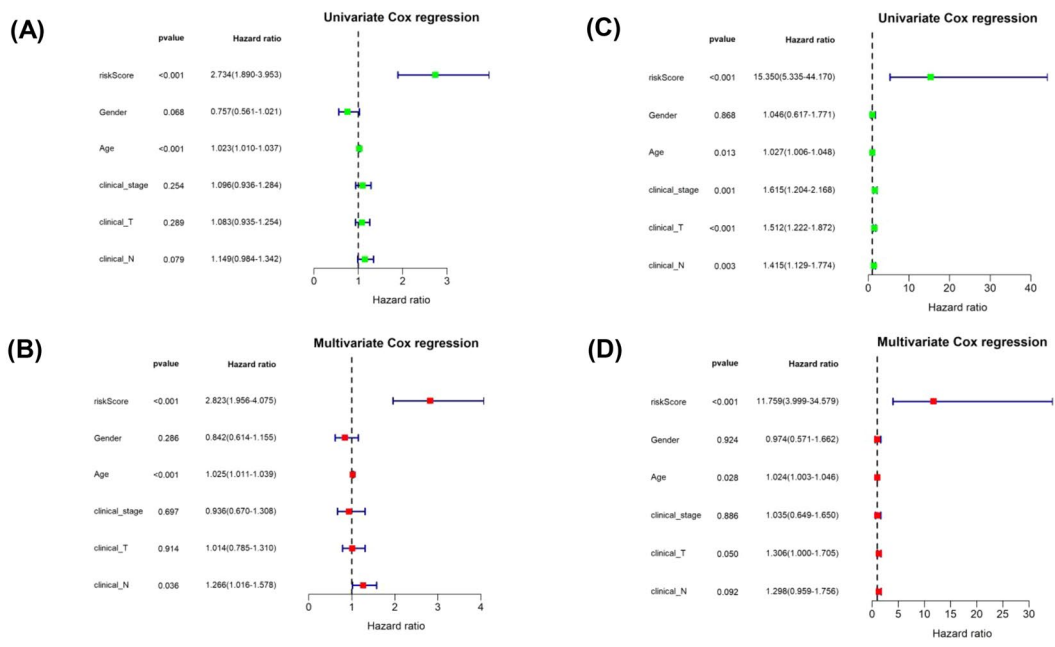 (A)
Univariate Cox regression
pvalue Hazard ratio
riskScore <0.001 2.734(1.890-3.953)
Gender 0.068 0.757(0.561-1.021)
Age <0.001 1.023(1.010-1.037)
clinical_stage 0.254 1.096(0.936-1.284)
clinical_T 0.289 1.083(0.935-1.254)
clinical_N 0.079 1.149(0.984-1.342)
0 1 2 3
Hazard ratio
(B)
Multivariate Cox regression
pvalue Hazard ratio
riskScore <0.001 2.823(1.956-4.075)
Gender 0.286 0.842(0.614-1.155)
Age <0.001 1.025(1.011-1.039)
clinical_stage 0.697 0.936(0.670-1.308)
clinical_T 0.914 1.014(0.785-1.310)
clinical_N 0.036 1.266(1.016-1.578)
0 1 2 3 4
Hazard ratio
(C)
Univariate Cox regression
pvalue Hazard ratio
riskScore <0.001 15.350(5.335-44.170)
Gender 0.868 1.046(0.617-1.771)
Age 0.013 1.027(1.006-1.048)
clinical_stage 0.001 1.615(1.204-2.168)
clinical_T <0.001 1.512(1.222-1.872)
clinical_N 0.003 1.415(1.129-1.774)
0 10 20 30 40
Hazard ratio
(D)
Multivariate Cox regression
pvalue Hazard ratio
riskScore <0.001 11.759(3.999-34.579)
Gender 0.924 0.974(0.571-1.662)
Age 0.028 1.024(1.003-1.046)
clinical_stage 0.886 1.035(0.649-1.650)
clinical_T 0.050 1.306(1.000-1.705)
clinical_N 0.092 1.298(0.959-1.756)
0 5 10 15 20 25 30
Hazard ratio